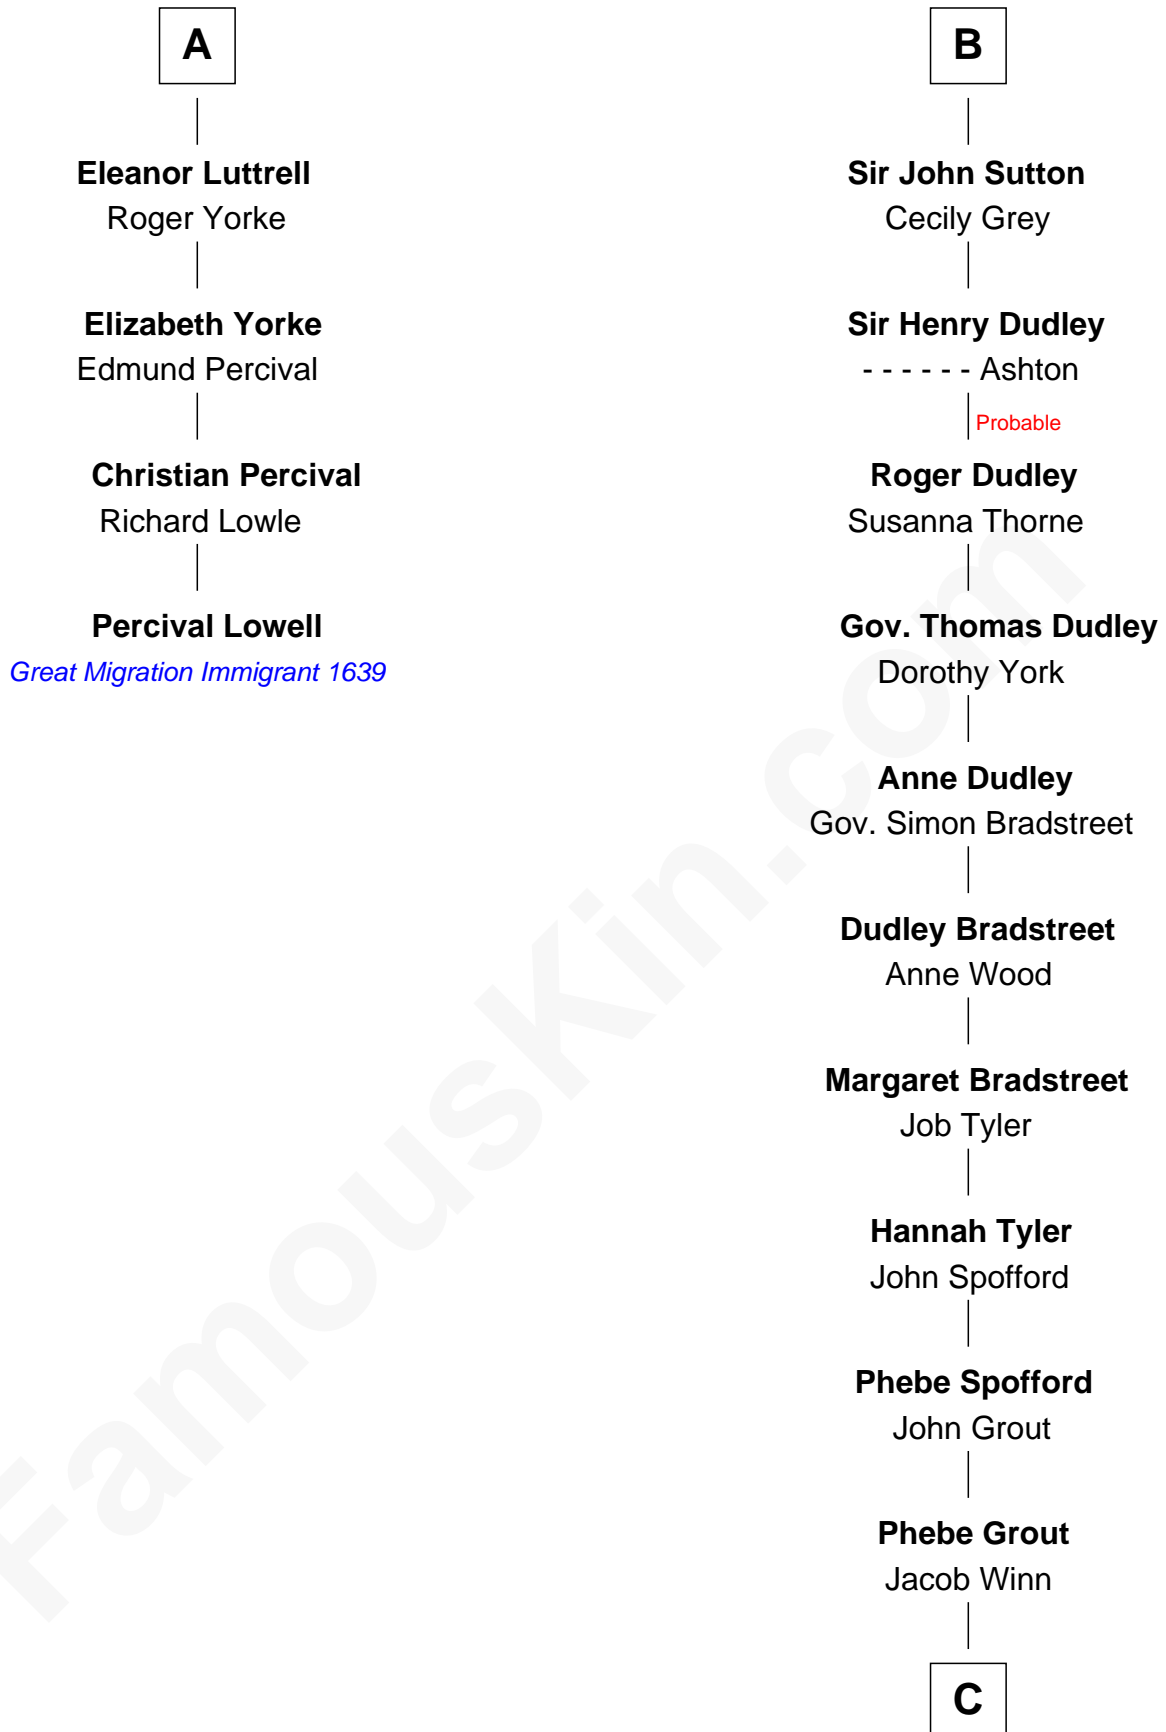 A
Eleanor Luttrell
Roger Yorke
Elizabeth Yorke
Edmund Percival
Christian Percival
Richard Lowle
Percival Lowell
Great Migration Immigrant 1639
B
Sir John Sutton
Cecily Grey
Sir Henry Dudley
- - - - - - Ashton
Probable
Roger Dudley
Susanna Thorne
Gov. Thomas Dudley
Dorothy York
Anne Dudley
Gov. Simon Bradstreet
Dudley Bradstreet
Anne Wood
Margaret Bradstreet
Job Tyler
Hannah Tyler
John Spofford
Phebe Spofford
John Grout
Phebe Grout
Jacob Winn
C
FamousKin.com